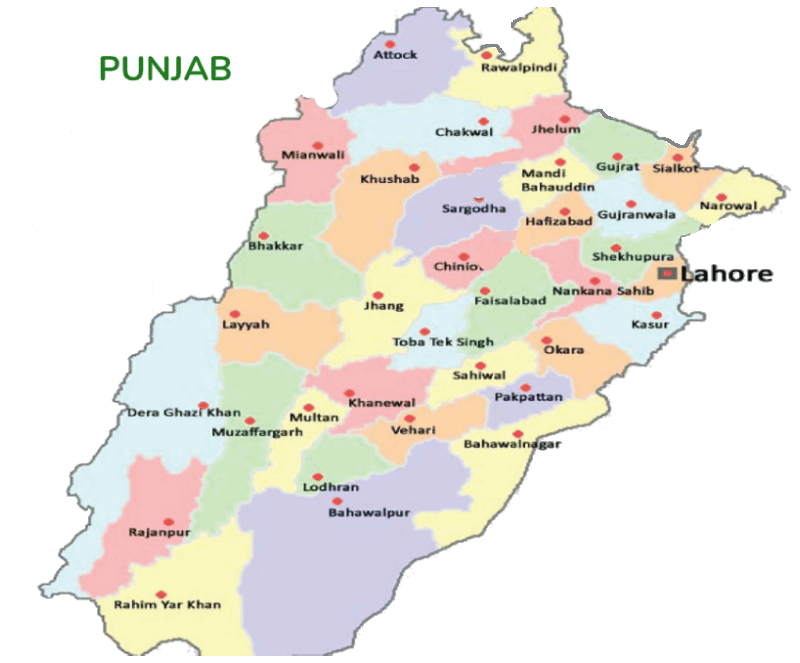 PUNJAB
Attock
Rawalpindi
Chakwal
Jhelum
Mianwali
Khushab
Mandi
Bahauddin
Gujrat
Sialkot
Sargodha
Hafizabad
Gujranwala
Narowal
Bhakkar
Chinio
Shekhupura
Lahore
Jhang
Faisalabad
Nankana Sahib
Layyah
Toba Tek Singh
Kasur
Okara
Sahiwal
Pakpattan
Khanewal
Dera Ghazi Khan
Multan
Muzaffargarh
Vehari
Bahawalnagar
Lodhran
Bahawalpur
Rajanpur
Rahim Yar Khan